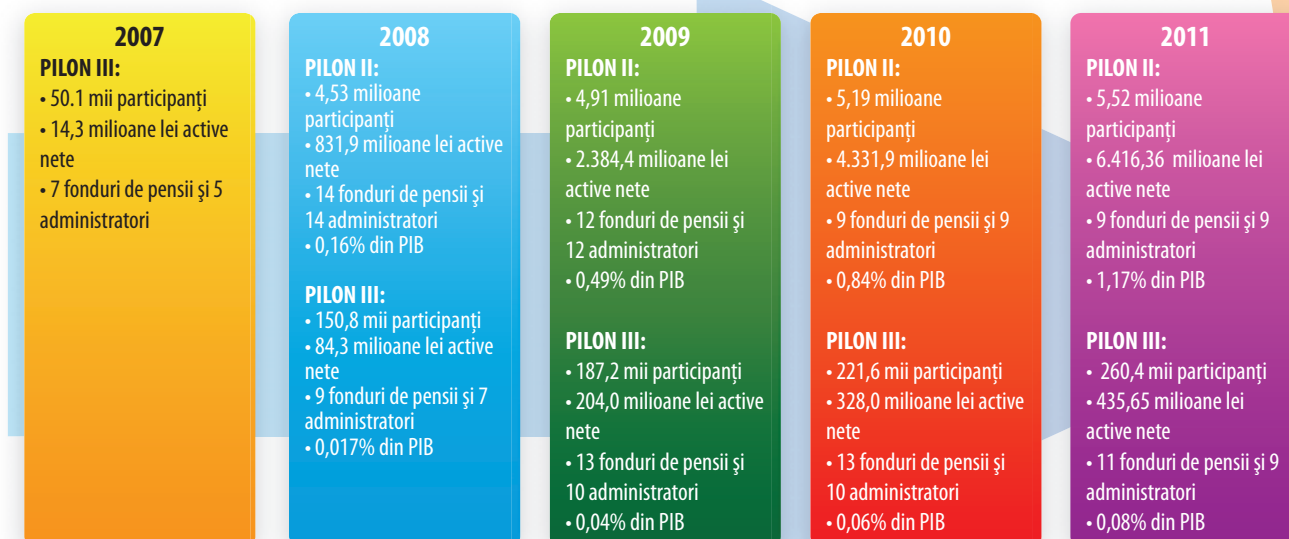 2007
PILON III:
• 50.1 mii participanți
• 14,3 milioane lei active
nete
• 7 fonduri de pensii şi 5
administratori
2008
PILON II:
• 4,53 milioane
participanți
• 831,9 milioane lei active
nete
• 14 fonduri de pensii şi
14 administratori
• 0,16% din PIB
PILON III:
• 150,8 mii participanți
• 84,3 milioane lei active
nete
• 9 fonduri de pensii şi 7
administratori
• 0,017% din PIB
2009
PILON II:
• 4,91 milioane
participanți
• 2.384,4 milioane lei
active nete
• 12 fonduri de pensii şi
12 administratori
• 0,49% din PIB
PILON III:
• 187,2 mii participanți
• 204,0 milioane lei active
nete
• 13 fonduri de pensii şi
10 administratori
• 0,04% din PIB
2010
PILON II:
• 5,19 milioane
participanți
• 4.331,9 milioane lei
active nete
• 9 fonduri de pensii şi 9
administratori
• 0,84% din PIB
PILON III:
• 221,6 mii participanți
• 328,0 milioane lei active
nete
• 13 fonduri de pensii şi
10 administratori
• 0,06% din PIB
2011
PILON II:
• 5,52 milioane
participanți
• 6.416,36 milioane lei
active nete
• 9 fonduri de pensii şi 9
administratori
• 1,17% din PIB
PILON III:
• 260,4 mii participanți
• 435,65 milioane lei
active nete
• 11 fonduri de pensii şi 9
administratori
• 0,08% din PIB